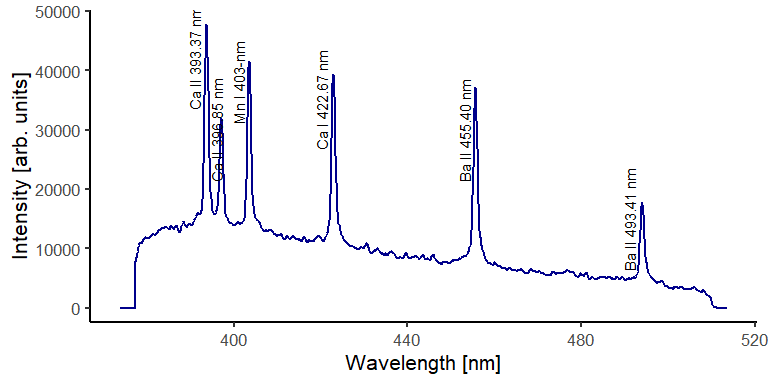 50000
40000
30000
20000
10000
0
Intensity [arb. units]
Ca II 393.37 nm
Ca II 396.85 nm
Mn I 403-nm
Ca I 422.67 nm
Ba II 455.40 nm
Ba II 493.41 nm
400
440
480
520
Wavelength [nm]